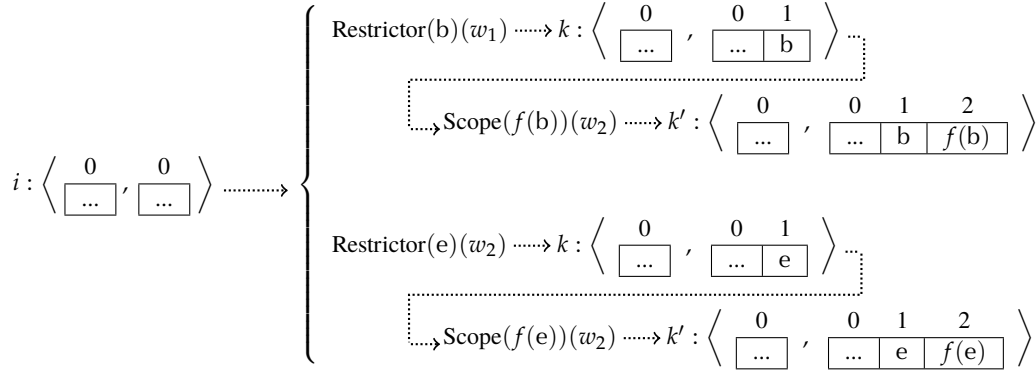 0 0 1
Restrictor(b)(w₁) ⟶ k : ⟨ ... , ... b ⟩
0 0 1 2
Scope(f(b))(w₂) ⟶ k′ : ⟨ ... , ... b f(b) ⟩
0 0
i : ⟨ ... , ... ⟩ ⟶
0 0 1
Restrictor(e)(w₂) ⟶ k : ⟨ ... , ... e ⟩
0 0 1 2
Scope(f(e))(w₂) ⟶ k′ : ⟨ ... , ... e f(e) ⟩